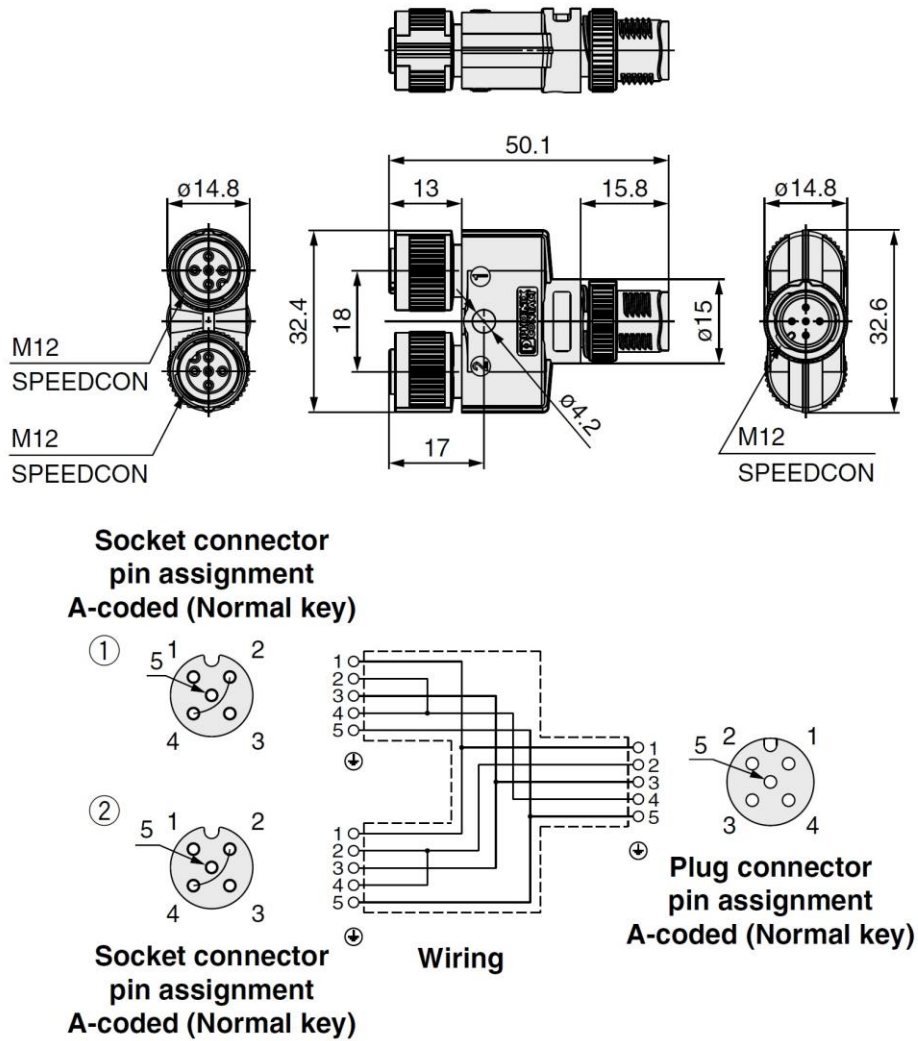 50.1
ø14.8
13
15.8
ø14.8
32.4
18
1
2
ø15
32.6
M12
SPEEDCON
ø4.2
17
M12
SPEEDCON
M12
SPEEDCON
Socket connector
pin assignment
A-coded (Normal key)
①
5
1
2
4
3
1
2
3
4
5
②
5
1
2
4
3
1
2
3
4
5
1
2
3
4
5
5
2
1
3
4
Socket connector
pin assignment
A-coded (Normal key)
Wiring
Plug connector
pin assignment
A-coded (Normal key)